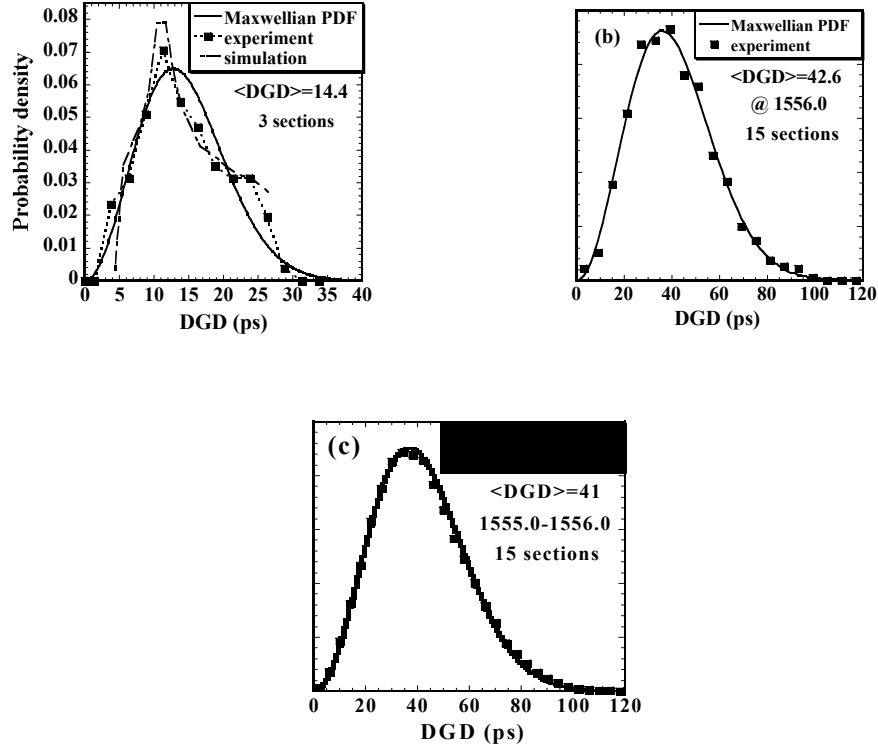 0.08
0.07
0.06
0.05
0.04
0.03
0.02
0.01
0
Probability density
Maxwellian PDF
experiment
simulation
<DGD>=14.4
3 sections
0 5 10 15 20 25 30 35 40
DGD (ps)
(b)
Maxwellian PDF
experiment
<DGD>=42.6
@ 1556.0
15 sections
0 20 40 60 80 100 120
DGD (ps)
(c)
<DGD>=41
1555.0-1556.0
15 sections
0 20 40 60 80 100 120
DGD (ps)